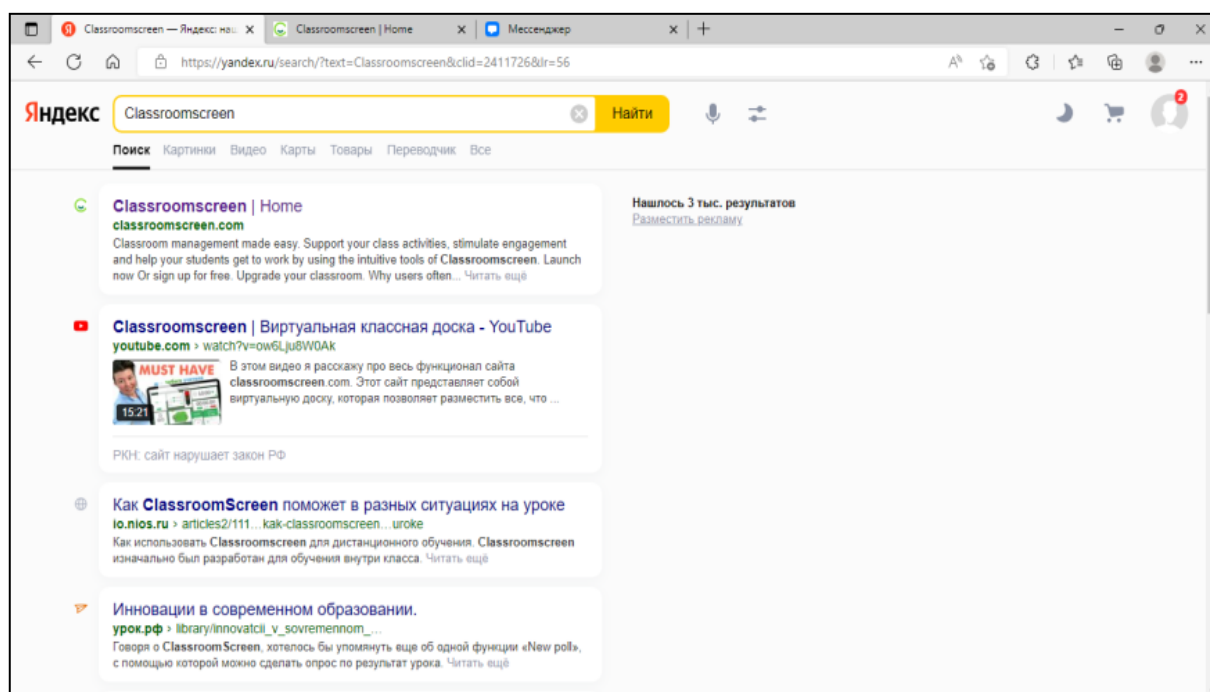 Classroomscreen — Яндекс: наш
Classroomscreen | Home
Мессенджер
https://yandex.ru/search/?text=Classroomscreen&clid=2411726&lr=56
Яндекс
Classroomscreen
Найти
2
Поиск Картинки Видео Карты Товары Переводчик Все
Classroomscreen | Home
classroomscreen.com
Classroom management made easy. Support your class activities, stimulate engagement
and help your students get to work by using the intuitive tools of Classroomscreen. Launch
now Or sign up for free. Upgrade your classroom. Why users often... Читать ещё
Нашлось 3 тыс. результатов
Разместить рекламу
Classroomscreen | Виртуальная классная доска - YouTube
youtube.com › watch?v=ow6Lju8W0Ak
MUST HAVE
15:21
В этом видео я расскажу про весь функционал сайта
classroomscreen.com. Этот сайт представляет собой
виртуальную доску, которая позволяет разместить все, что ...
РКН: сайт нарушает закон РФ
Как ClassroomScreen поможет в разных ситуациях на уроке
io.nios.ru › articles2/111...kak-classroomscreen...uroke
Как использовать Classroomscreen для дистанционного обучения. Classroomscreen
изначально был разработан для обучения внутри класса. Читать ещё
Инновации в современном образовании.
урок.рф › library/innovatcii_v_sovremennom_...
Говоря о ClassroomScreen, хотелось бы упомянуть еще об одной функции «New poll»,
с помощью которой можно сделать опрос по результат урока. Читать ещё